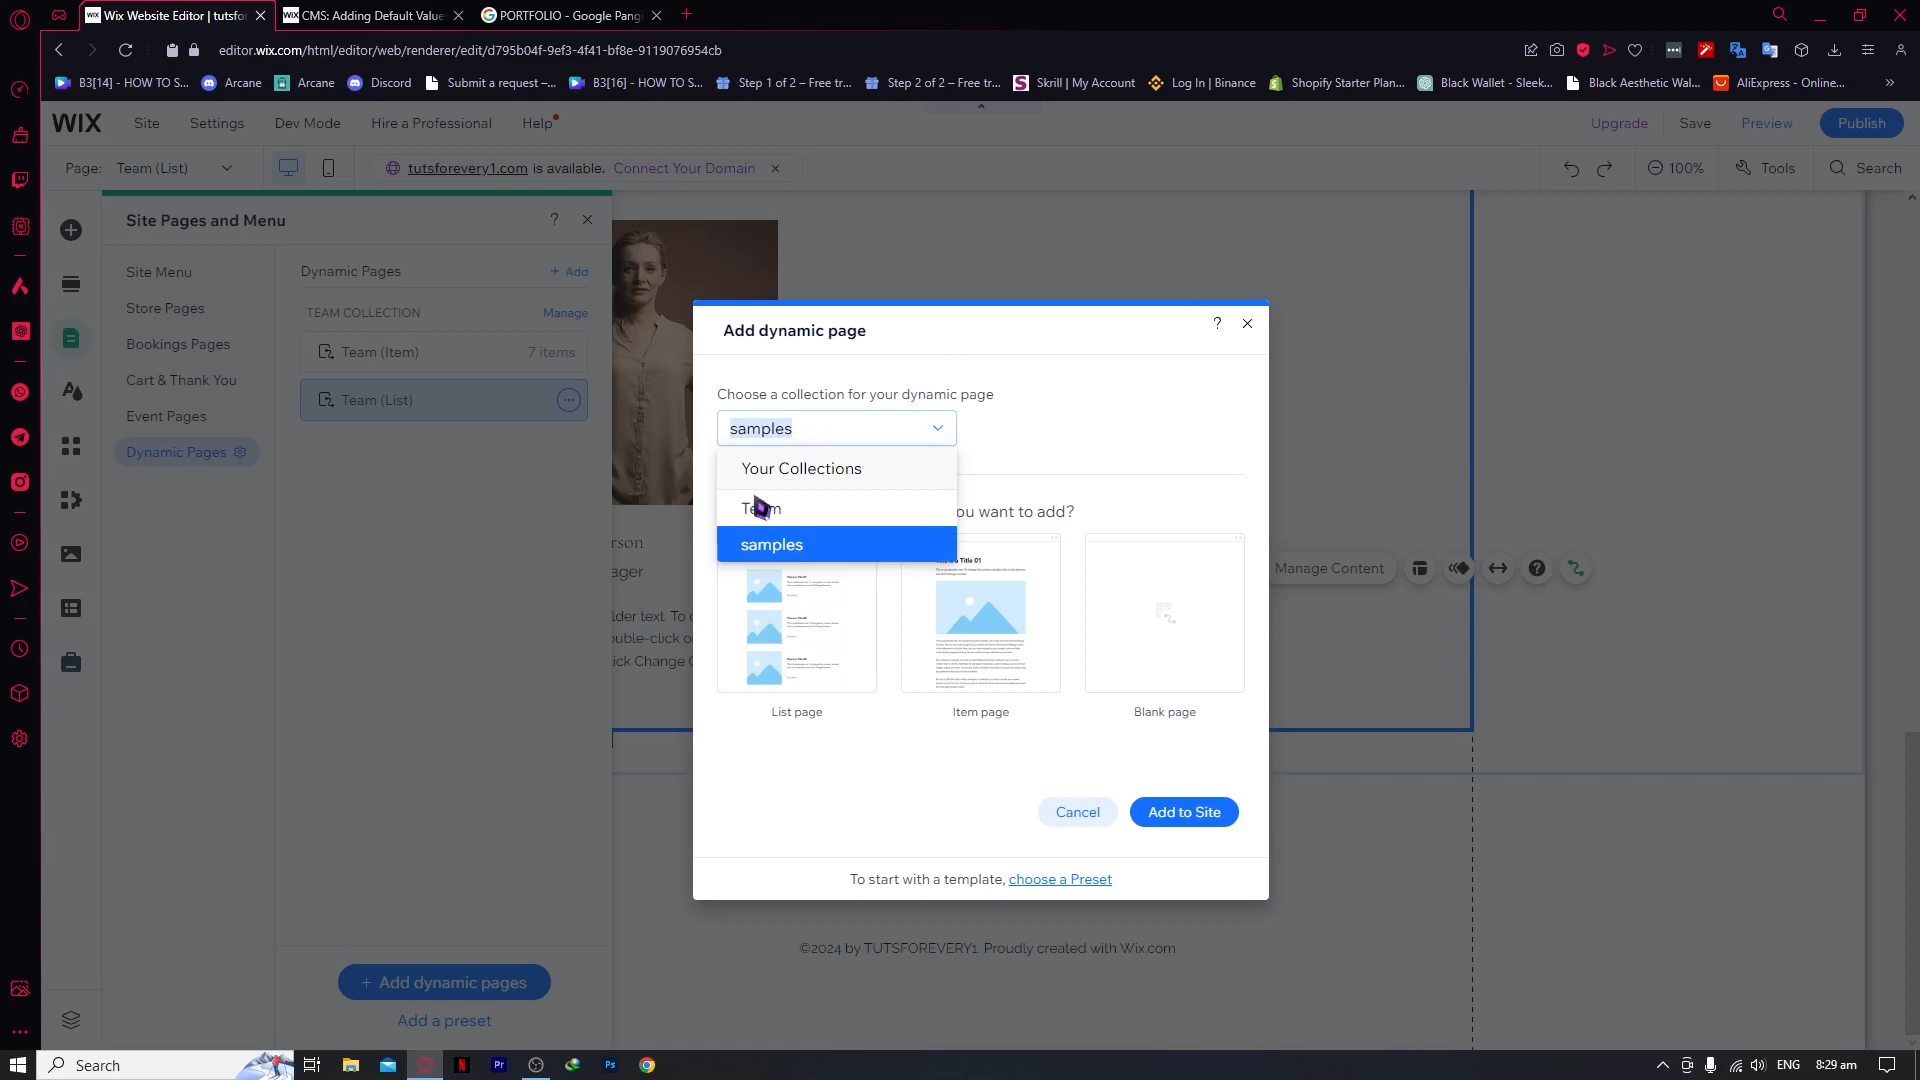 Wix Website Editor | tutsfor
CMS: Adding Default Value
PORTFOLIO - Google Pang
editor.wix.com/html/editor/web/renderer/edit/d795b04f-9ef3-4f41-bf8e-9119076954cb
B3[14] - HOW TO S...
Arcane
Arcane
Discord
Submit a request –...
B3[16] - HOW TO S...
Step 1 of 2 – Free tr...
Step 2 of 2 – Free tr...
Skrill | My Account
Log In | Binance
Shopify Starter Plan...
Black Wallet - Sleek...
Black Aesthetic Wal...
AliExpress - Online...
WIX
Site
Settings
Dev Mode
Hire a Professional
Help
Upgrade
Save
Preview
Publish
Page: Team (List)
tutsforevery1.com is available. Connect Your Domain
100%
Tools
Search
Site Pages and Menu
?
Site Menu
Store Pages
Bookings Pages
Cart & Thank You
Event Pages
Dynamic Pages
Dynamic Pages
+ Add
TEAM COLLECTION
Manage
Team (Item)
7 items
Team (List)
+ Add dynamic pages
Add a preset
Add dynamic page
?
Choose a collection for your dynamic page
samples
Your Collections
samples
ou want to add?
List page
Item page
Blank page
Cancel
Add to Site
To start with a template, choose a Preset
Manage Content
rson
ager
lder text. To
ouble-click o
ick Change
©2024 by TUTSFOREVERY1. Proudly created with Wix.com
Search
ENG
8:29 am